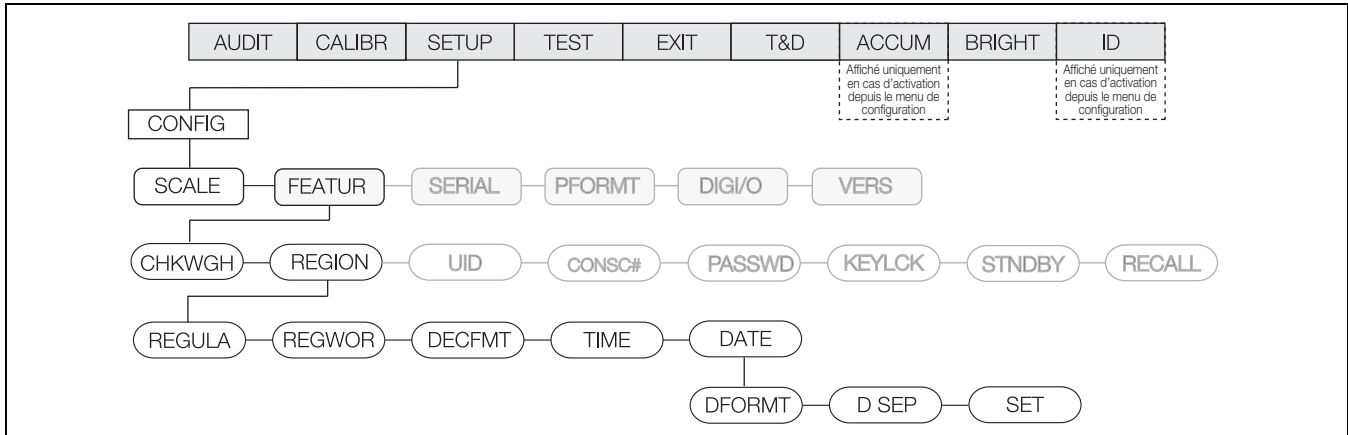 AUDIT CALIBR SETUP TEST EXIT T&D ACCUM BRIGHT ID
Affiché uniquement
en cas d'activation
depuis le menu de
configuration
Affiché uniquement
en cas d'activation
depuis le menu de
configuration
CONFIG
SCALE FEATUR SERIAL PFORMT DIGI/O VERS
CHKWGH REGION UID CONSC# PASSWD KEYLCK STNDBY RECALL
REGULA REGWOR DECFMT TIME DATE
DFORMT D SEP SET